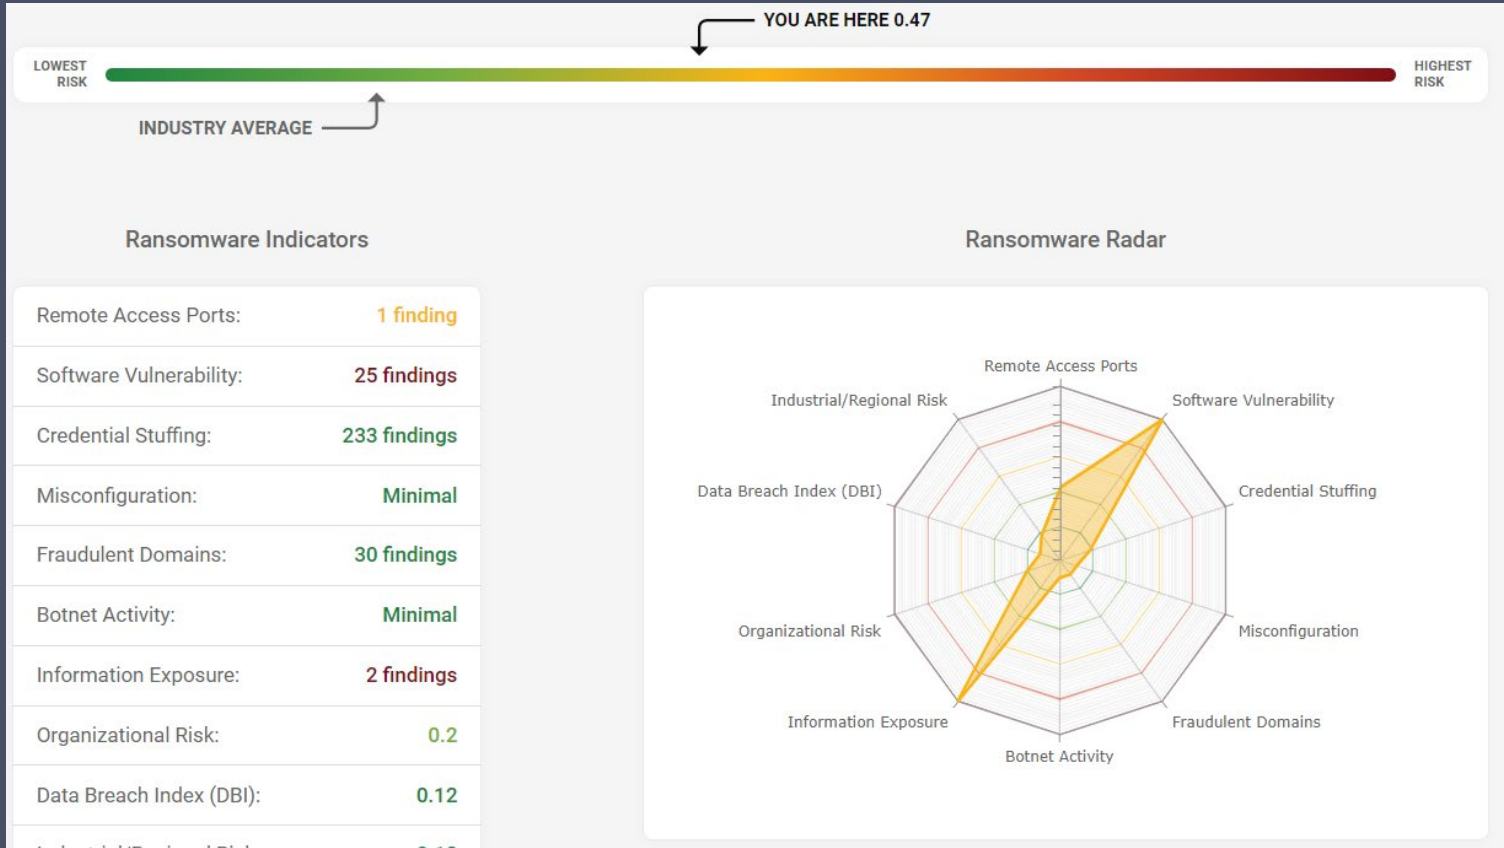 YOU ARE HERE 0.47
LOWEST
RISK
HIGHEST
RISK
INDUSTRY AVERAGE
Ransomware Indicators
Remote Access Ports: 1 finding
Software Vulnerability: 25 findings
Credential Stuffing: 233 findings
Misconfiguration: Minimal
Fraudulent Domains: 30 findings
Botnet Activity: Minimal
Information Exposure: 2 findings
Organizational Risk: 0.2
Data Breach Index (DBI): 0.12
Ransomware Radar
Remote Access Ports
Industrial/Regional Risk
Software Vulnerability
Data Breach Index (DBI)
Credential Stuffing
Organizational Risk
Misconfiguration
Information Exposure
Fraudulent Domains
Botnet Activity